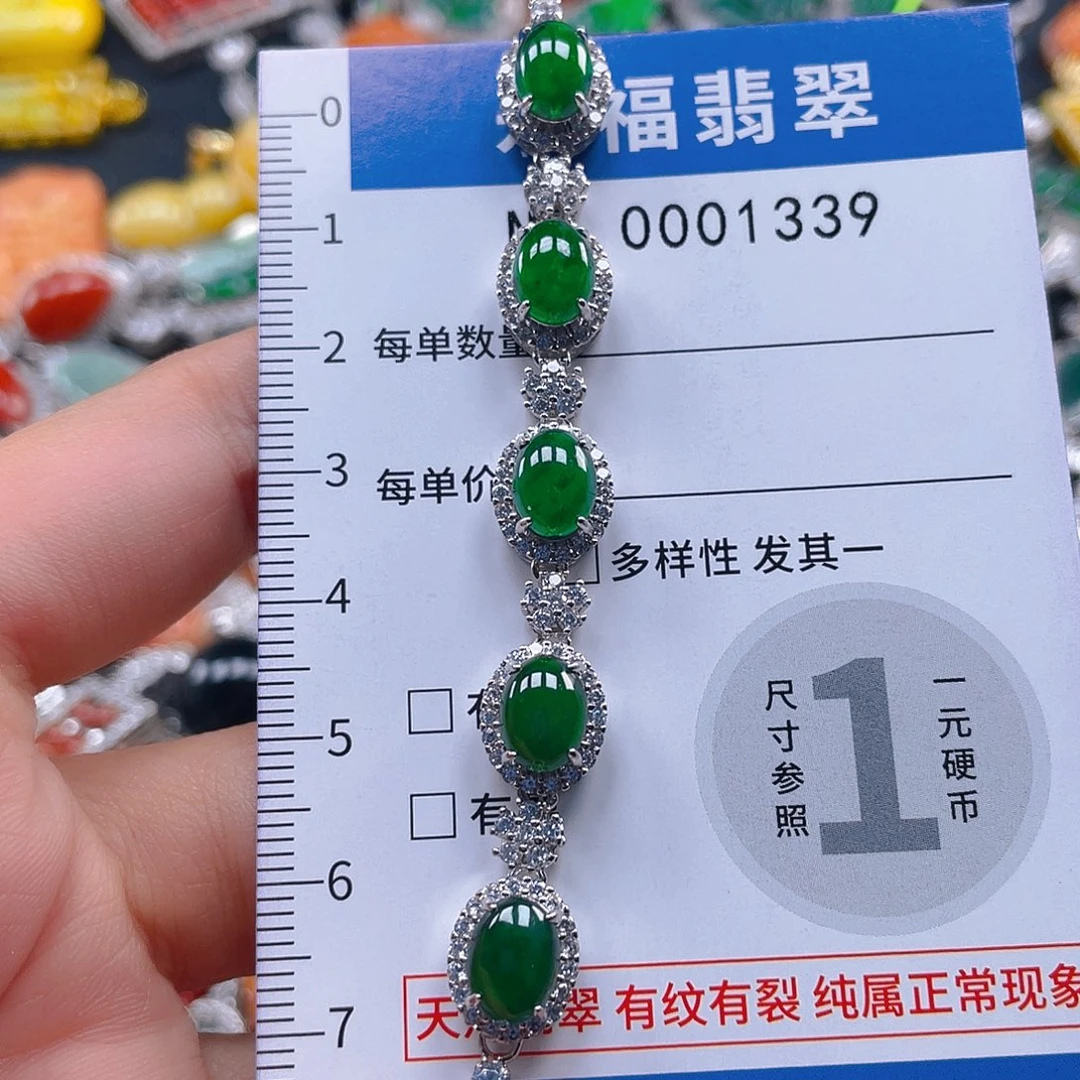 0
福翡翠
1
0001339
2
每单数量
3
每单价
多样性 发其一
4
尺寸参照
1
一元硬币
5
有
6
天 翠 有纹有裂 纯属正常现象
7